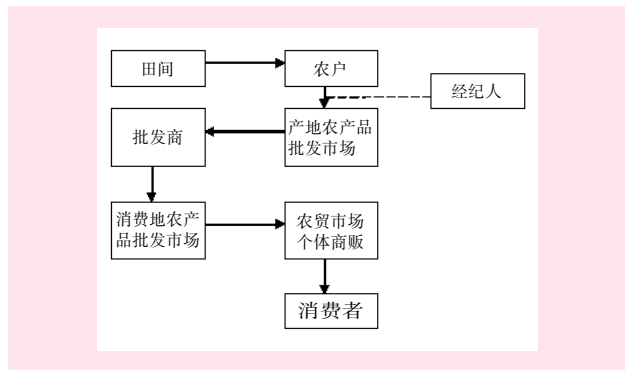 田间
农户
经纪人
批发商
产地农产品
批发市场
消费地农产
品批发市场
农贸市场
个体商贩
消费者